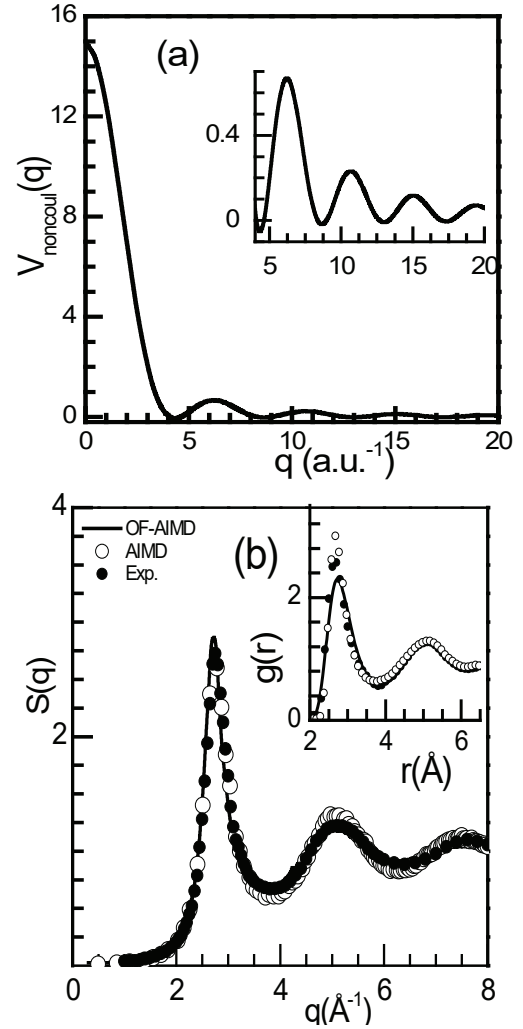 16
(a)
12
V_noncoul(q)
8
4
0
0.4
0
5 10 15 20
0 5 10 15 20
q (a.u.⁻¹)
4
OF-AIMD
AIMD
Exp.
(b)
S(q)
2
g(r)
2
0
2 4 6
r(Å)
0 2 4 6 8
q(Å⁻¹)